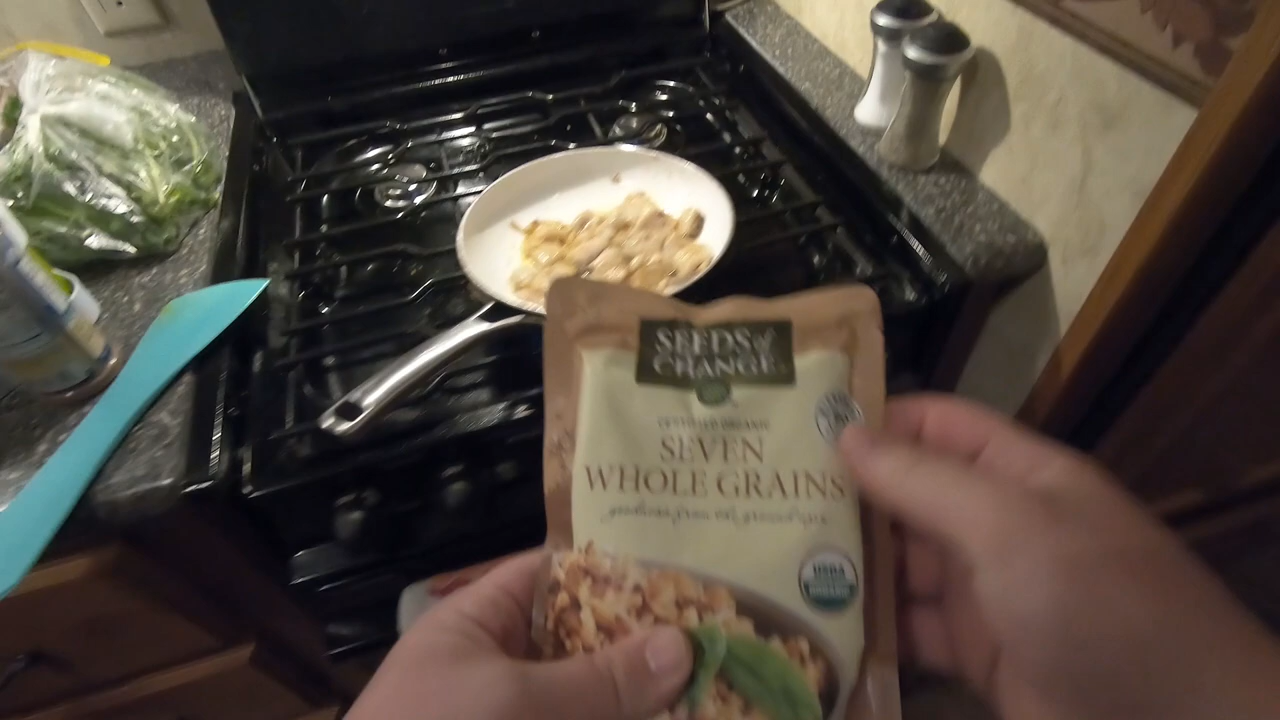 SEEDS of
CHANGE
CERTIFIED ORGANIC
SEVEN
WHOLE GRAINS
USDA
ORGANIC